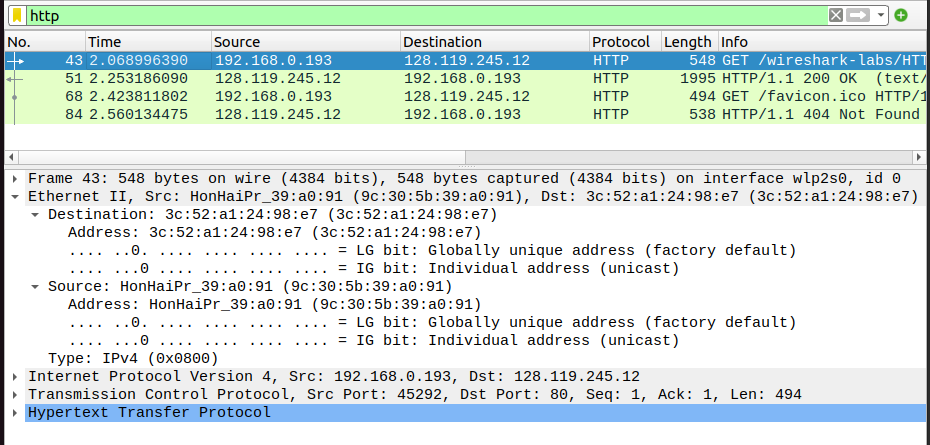 http
No. Time Source Destination Protocol Length Info
43 2.068996390 192.168.0.193 128.119.245.12 HTTP 548 GET /wireshark-labs/HTT
51 2.253186090 128.119.245.12 192.168.0.193 HTTP 1995 HTTP/1.1 200 OK (text/
68 2.423811802 192.168.0.193 128.119.245.12 HTTP 494 GET /favicon.ico HTTP/1
84 2.560134475 128.119.245.12 192.168.0.193 HTTP 538 HTTP/1.1 404 Not Found
Frame 43: 548 bytes on wire (4384 bits), 548 bytes captured (4384 bits) on interface wlp2s0, id 0
Ethernet II, Src: HonHaiPr_39:a0:91 (9c:30:5b:39:a0:91), Dst: 3c:52:a1:24:98:e7 (3c:52:a1:24:98:e7)
Destination: 3c:52:a1:24:98:e7 (3c:52:a1:24:98:e7)
Address: 3c:52:a1:24:98:e7 (3c:52:a1:24:98:e7)
.... ..0. .... .... .... .... = LG bit: Globally unique address (factory default)
.... ...0 .... .... .... .... = IG bit: Individual address (unicast)
Source: HonHaiPr_39:a0:91 (9c:30:5b:39:a0:91)
Address: HonHaiPr_39:a0:91 (9c:30:5b:39:a0:91)
.... ..0. .... .... .... .... = LG bit: Globally unique address (factory default)
.... ...0 .... .... .... .... = IG bit: Individual address (unicast)
Type: IPv4 (0x0800)
Internet Protocol Version 4, Src: 192.168.0.193, Dst: 128.119.245.12
Transmission Control Protocol, Src Port: 45292, Dst Port: 80, Seq: 1, Ack: 1, Len: 494
Hypertext Transfer Protocol